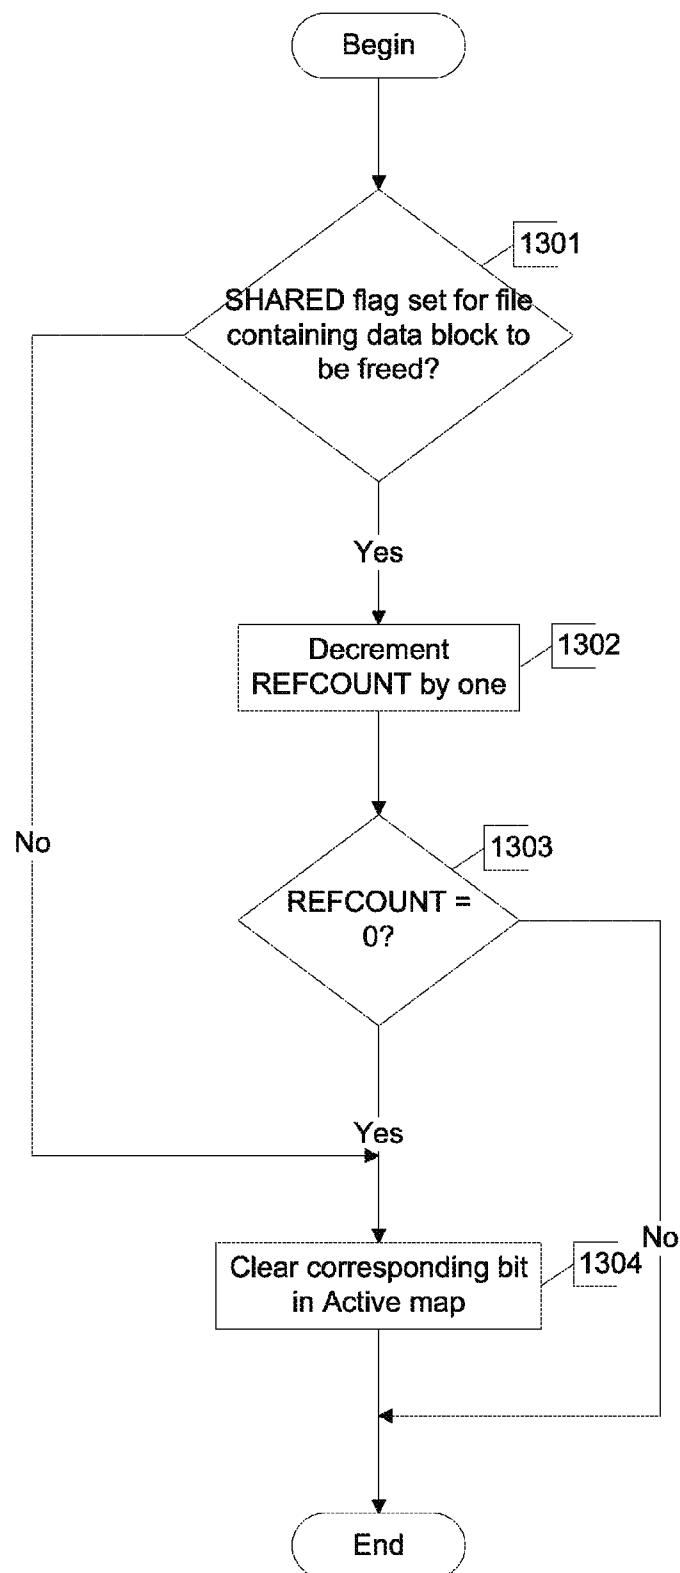 Begin
1301
SHARED flag set for file
containing data block to
be freed?
Yes
Decrement
REFCOUNT by one
1302
No
1303
REFCOUNT =
0?
Yes
No
Clear corresponding bit
in Active map
1304
End